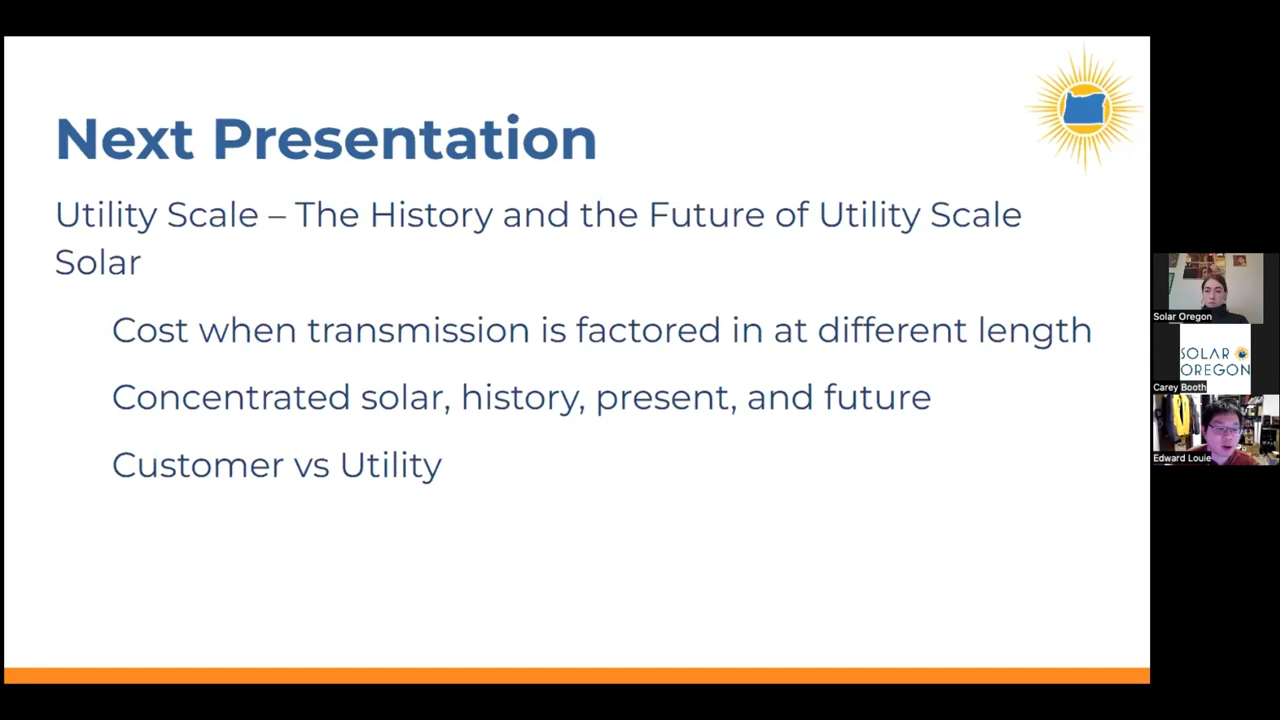 Next Presentation
Utility Scale – The History and the Future of Utility Scale
Solar
Cost when transmission is factored in at different length
Concentrated solar, history, present, and future
Customer vs Utility
Solar Oregon
SOLAR
OREGON
Carey Booth
Edward Louie